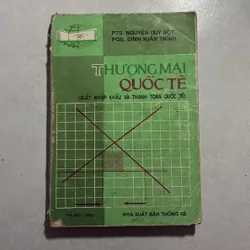 PTS. NGUYỄN DUY BỘT
PGS. ĐINH XUÂN TRÌNH
THƯƠNG MẠI
QUỐC TẾ
(XUẤT NHẬP KHẨU VÀ THANH TOÁN QUỐC TẾ)
NHÀ XUẤT BẢN THỐNG KÊ